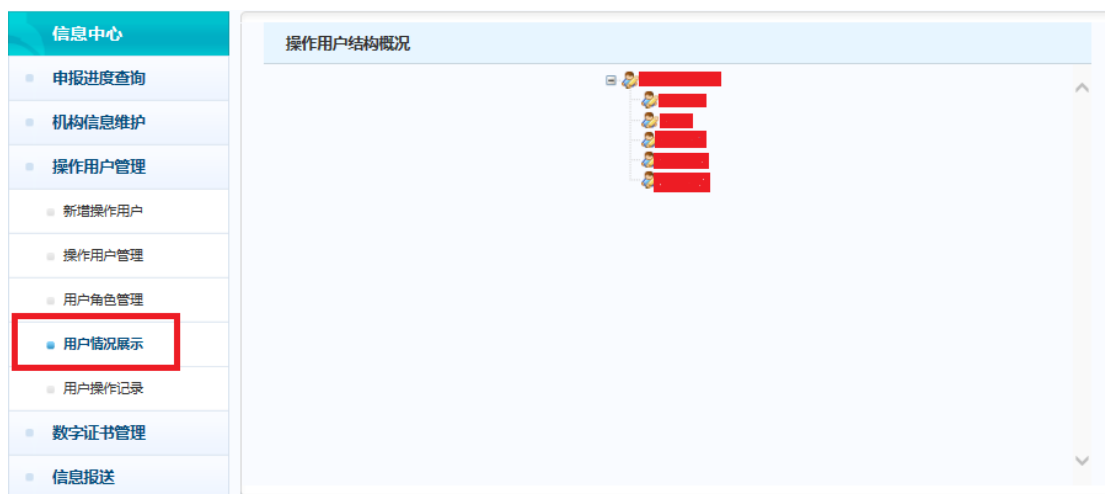 信息中心
申报进度查询
机构信息维护
操作用户管理
新增操作用户
操作用户管理
用户角色管理
用户情况展示
用户操作记录
数字证书管理
信息报送
操作用户结构概况